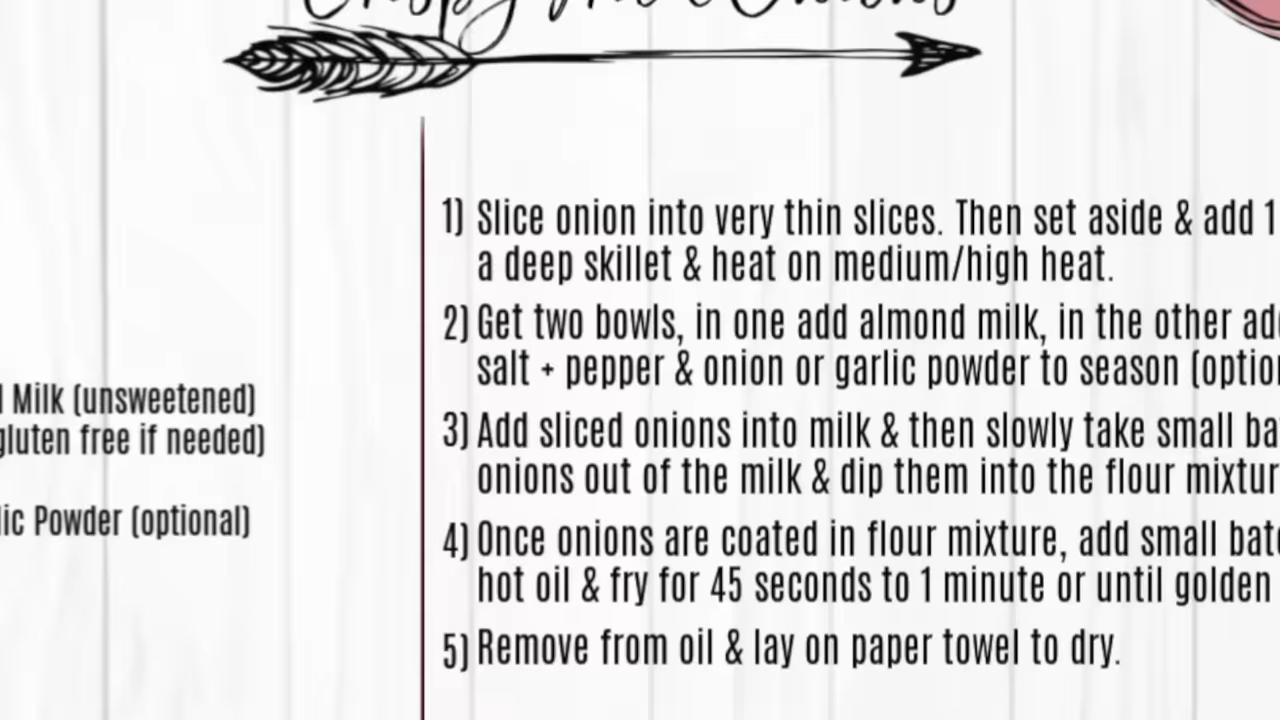 Crispy
Milk (unsweetened)
gluten free if needed)
Powder (optional)
1) Slice onion into very thin slices. Then set aside & add 1
a deep skillet & heat on medium/high heat.
2) Get two bowls, in one add almond milk, in the other
salt + pepper & onion or garlic powder to season
3) Add sliced onions into milk & then slowly take small
onions out of the milk & dip them into the flour
4) Once onions are coated in flour mixture, add small
hot oil & fry for 45 seconds to 1 minute or until golden
5) Remove from oil & lay on paper towel to dry.